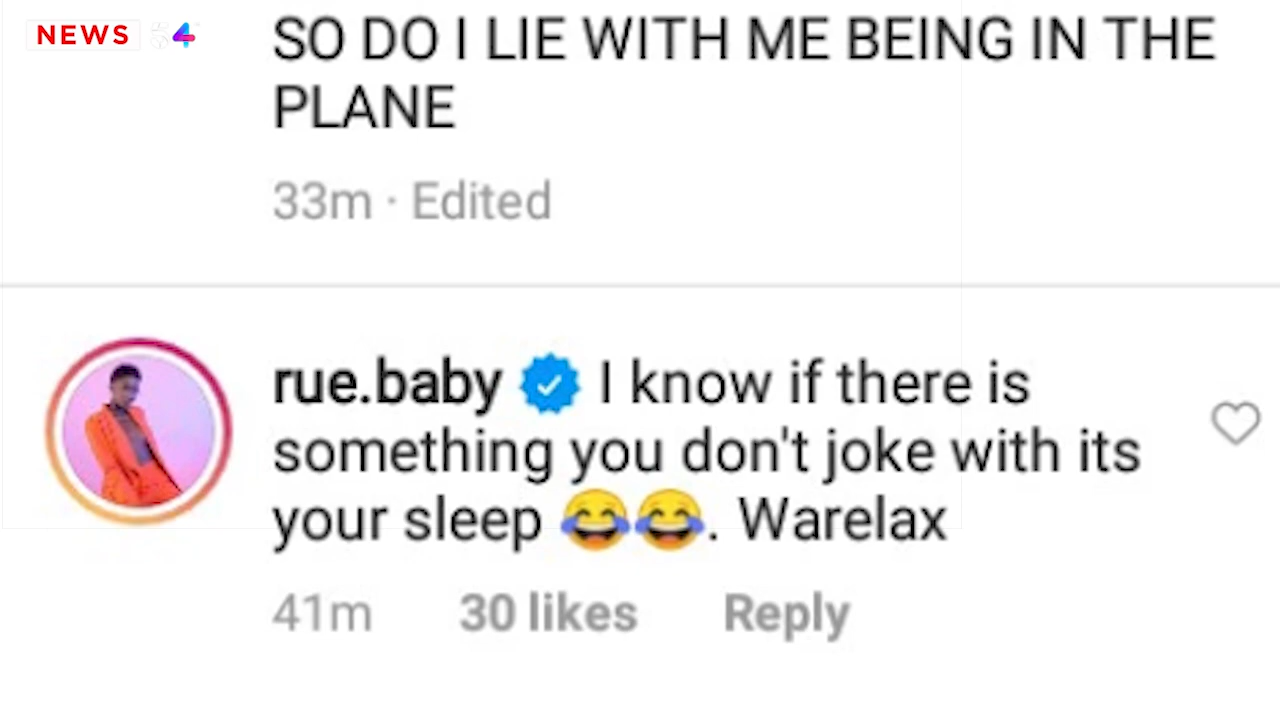 NEWS 54
SO DO I LIE WITH ME BEING IN THE
PLANE
33m · Edited
rue.baby I know if there is
something you don't joke with its
your sleep 😂😂. Warelax
41m 30 likes Reply